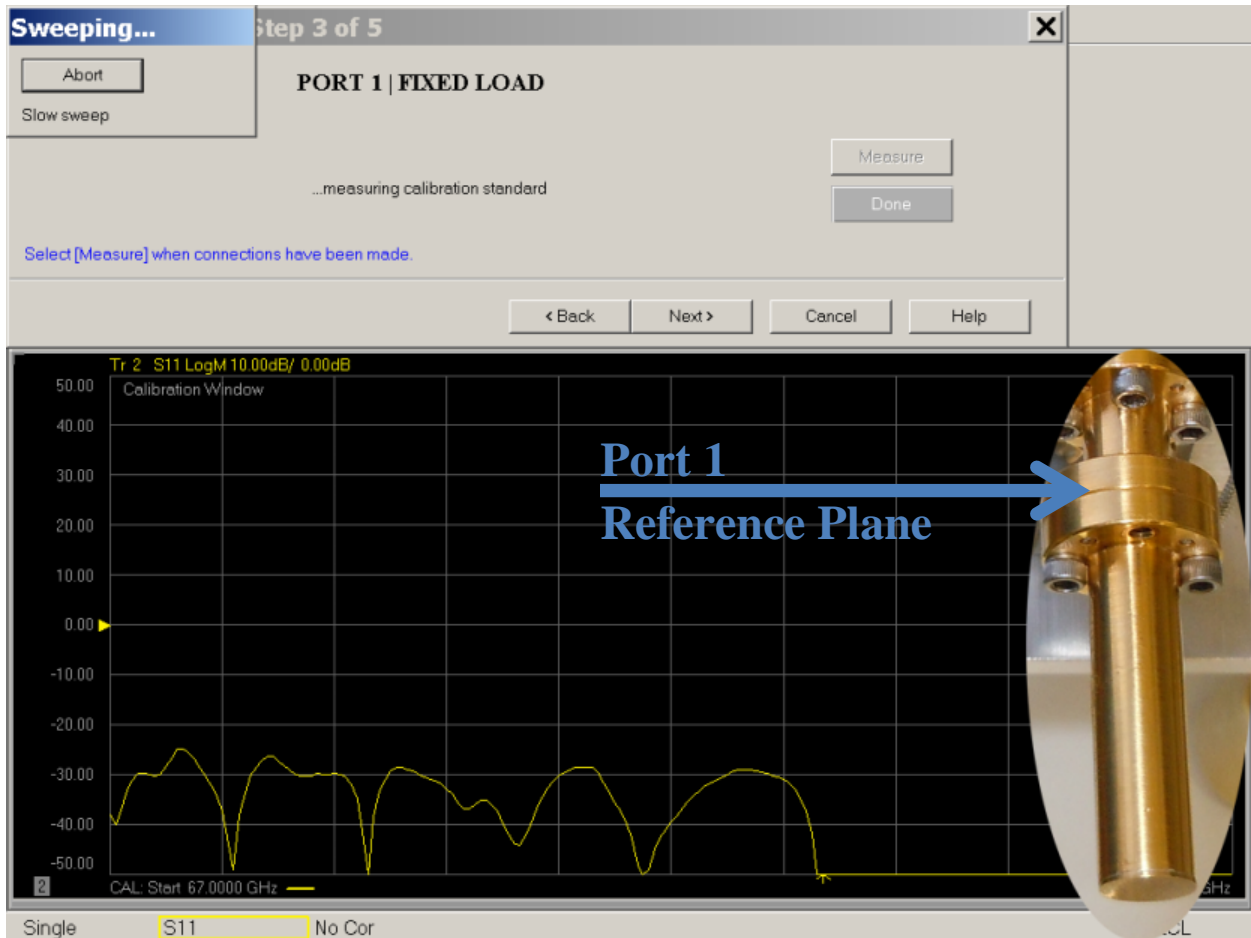 Sweeping...
Step 3 of 5
Abort
PORT 1 | FIXED LOAD
Slow sweep
Measure
...measuring calibration standard
Done
Select [Measure] when connections have been made.
< Back
Next >
Cancel
Help
Tr 2 S11 LogM 10.00dB/ 0.00dB
50.00
Calibration Window
40.00
Port 1
30.00
Reference Plane
20.00
10.00
0.00
-10.00
-20.00
-30.00
-40.00
-50.00
2
CAL: Start 67.0000 GHz
GHz
Single
S11
No Cor
LCL